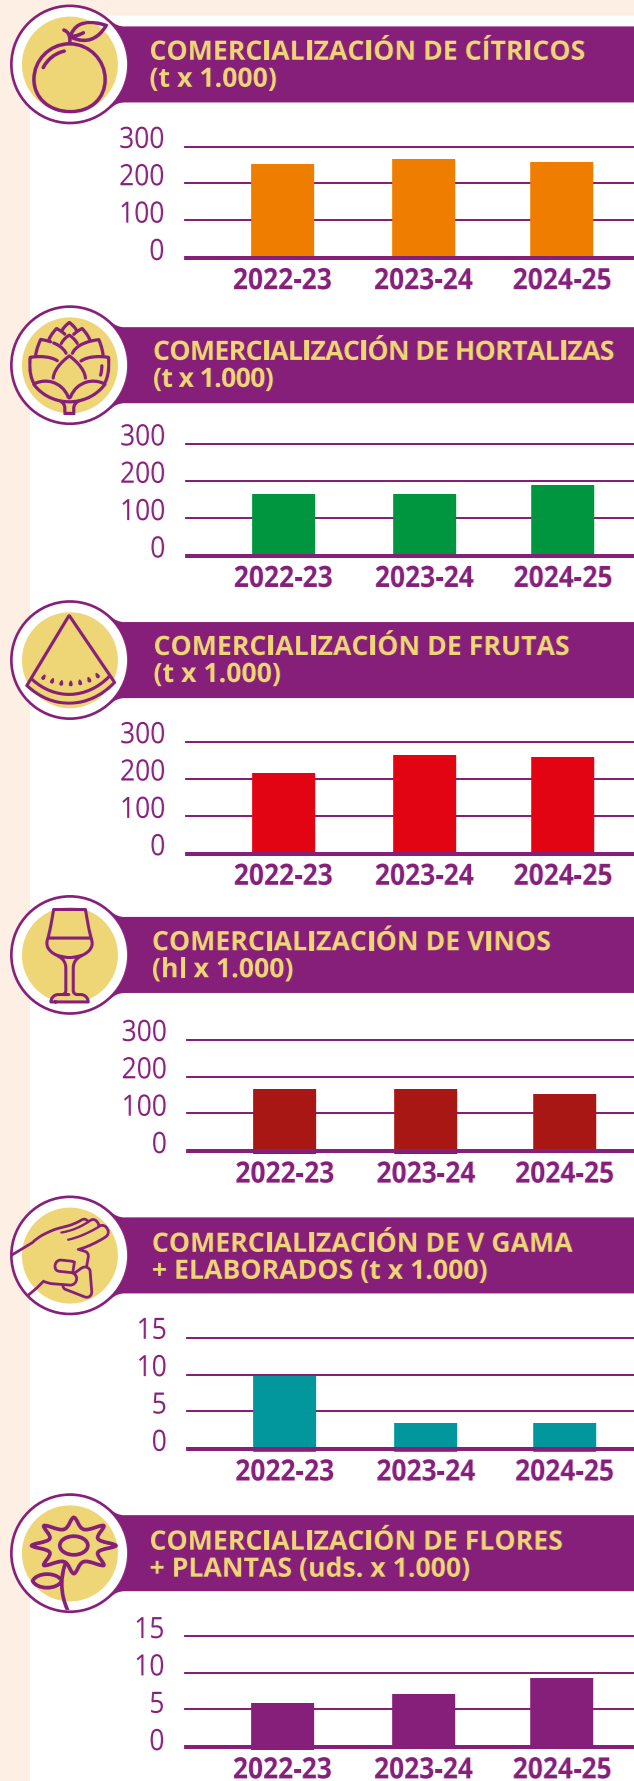 COMERCIALIZACIÓN DE CÍTRICOS
(t x 1.000)
300
200
100
0
2022-23 2023-24 2024-25
COMERCIALIZACIÓN DE HORTALIZAS
(t x 1.000)
300
200
100
0
2022-23 2023-24 2024-25
COMERCIALIZACIÓN DE FRUTAS
(t x 1.000)
300
200
100
0
2022-23 2023-24 2024-25
COMERCIALIZACIÓN DE VINOS
(hl x 1.000)
300
200
100
0
2022-23 2023-24 2024-25
COMERCIALIZACIÓN DE V GAMA
+ ELABORADOS (t x 1.000)
15
10
5
0
2022-23 2023-24 2024-25
COMERCIALIZACIÓN DE FLORES
+ PLANTAS (uds. x 1.000)
15
10
5
0
2022-23 2023-24 2024-25